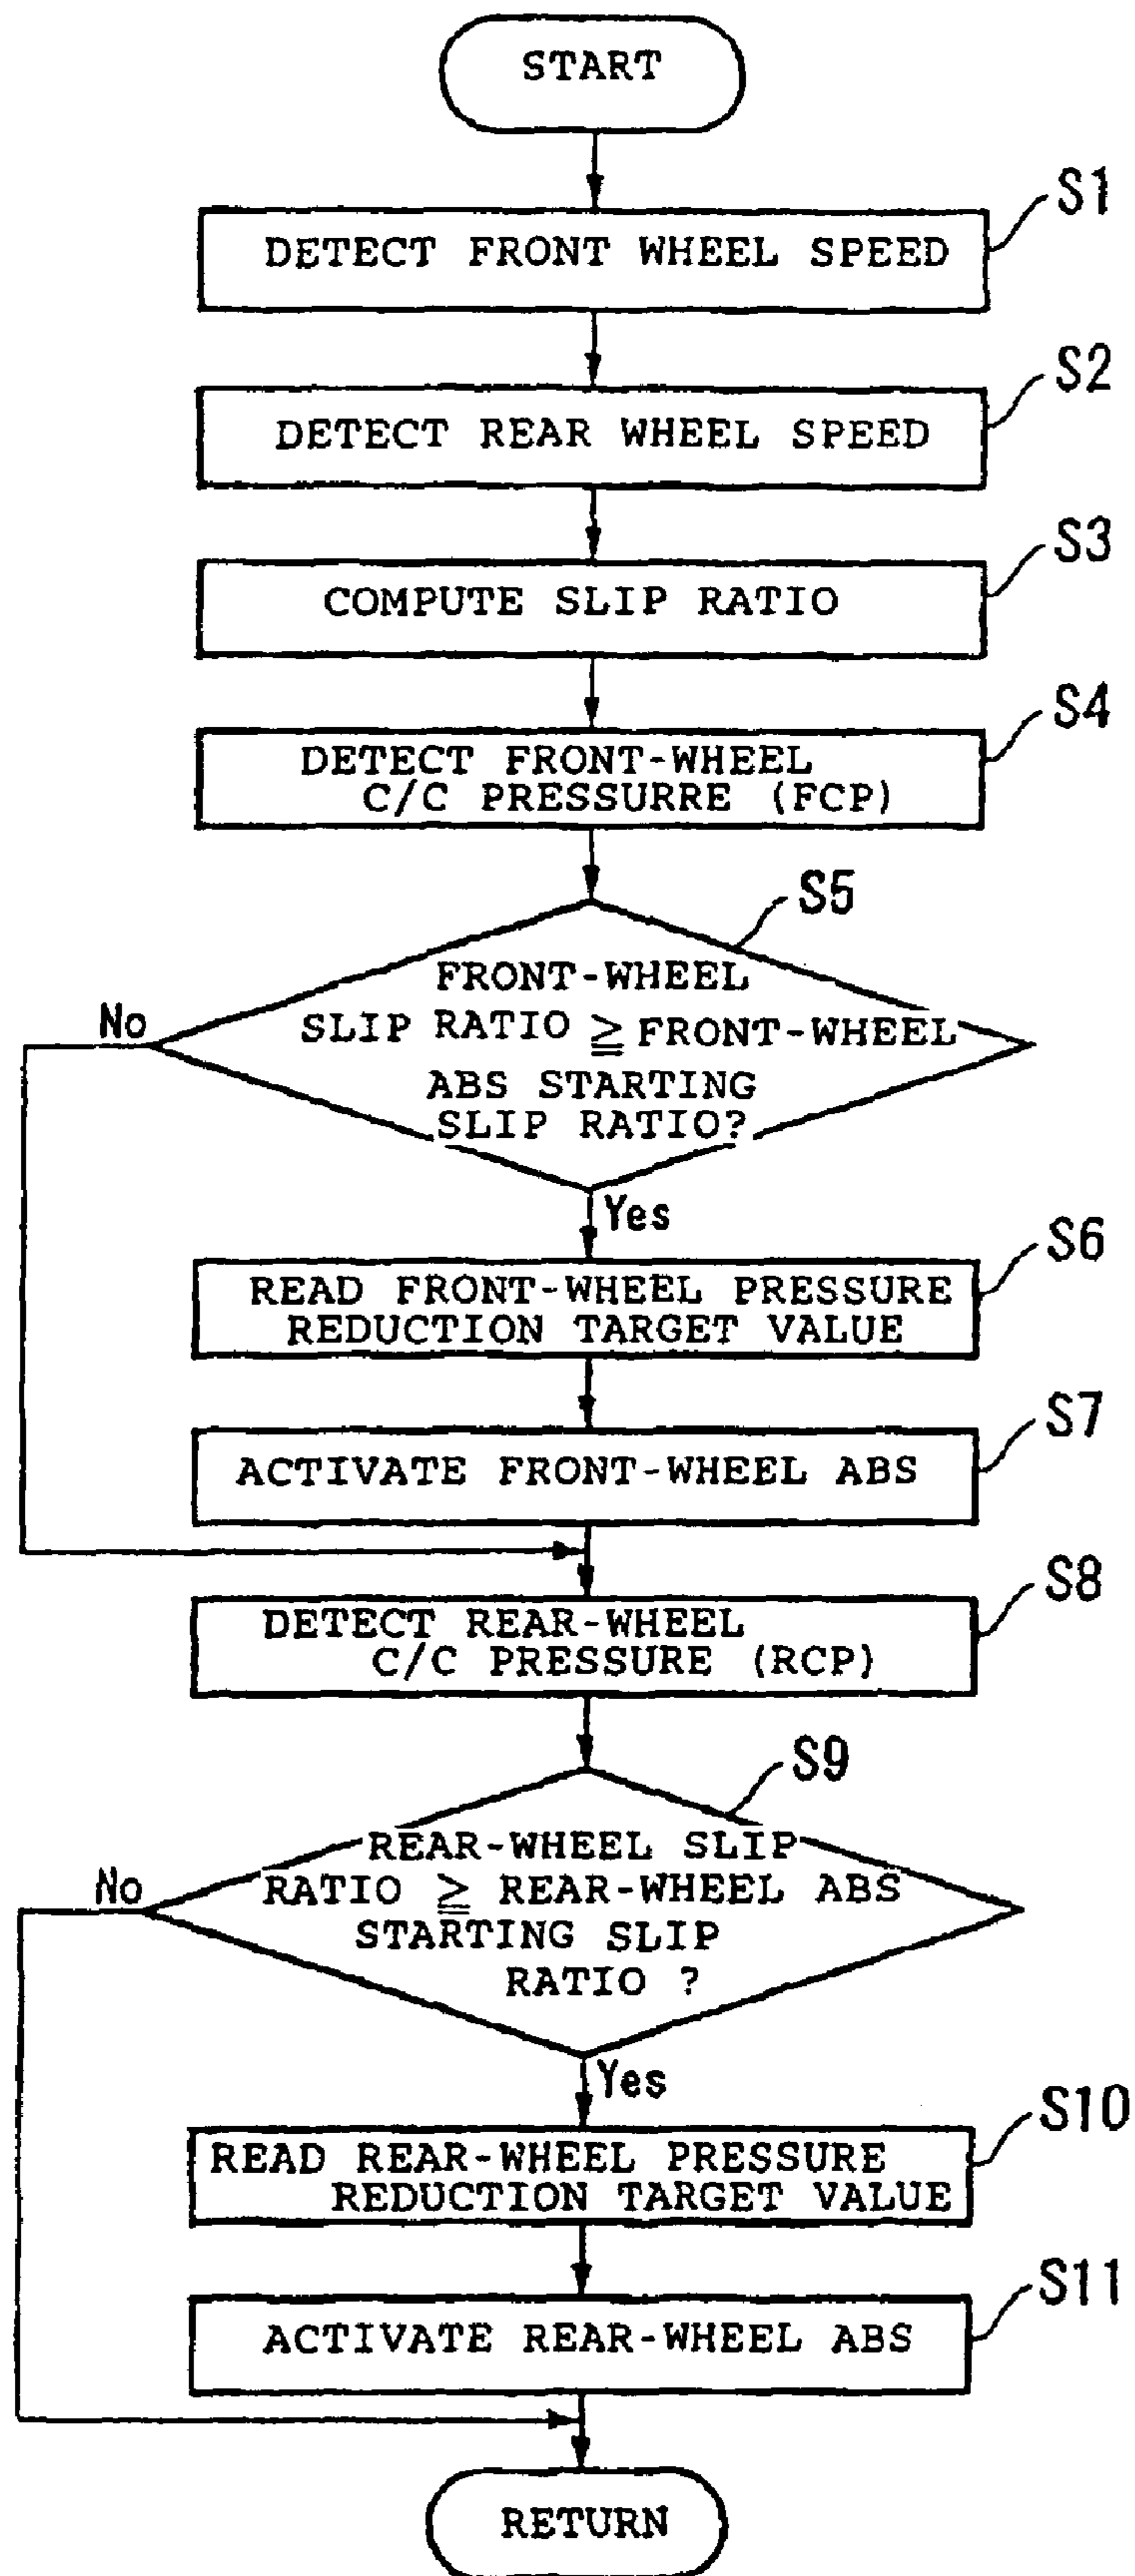 START
S1
DETECT FRONT WHEEL SPEED
S2
DETECT REAR WHEEL SPEED
S3
COMPUTE SLIP RATIO
S4
DETECT FRONT-WHEEL
C/C PRESSURRE (FCP)
S5
FRONT-WHEEL
No
SLIP RATIO ≧ FRONT-WHEEL
ABS STARTING
SLIP RATIO?
Yes
S6
READ FRONT-WHEEL PRESSURE
REDUCTION TARGET VALUE
S7
ACTIVATE FRONT-WHEEL ABS
S8
DETECT REAR-WHEEL
C/C PRESSURE (RCP)
S9
REAR-WHEEL SLIP
No
RATIO ≧ REAR-WHEEL ABS
STARTING SLIP
RATIO ?
Yes
S10
READ REAR-WHEEL PRESSURE
REDUCTION TARGET VALUE
S11
ACTIVATE REAR-WHEEL ABS
RETURN